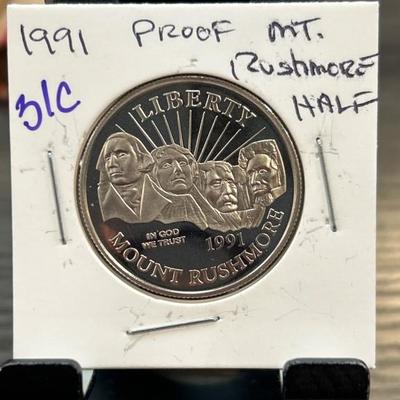 1991 PROOF MT.
RUSHMORE
31C HALF
LIBERTY
IN GOD
WE TRUST 1991
MOUNT RUSHMORE